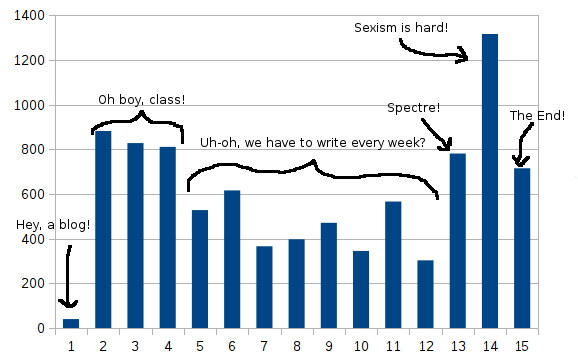 1400
Sexism is hard!
1200
1000
Oh boy, class!
Spectre!
The End!
800
Uh-oh, we have to write every week?
600
Hey, a blog!
400
200
0
1 2 3 4 5 6 7 8 9 10 11 12 13 14 15